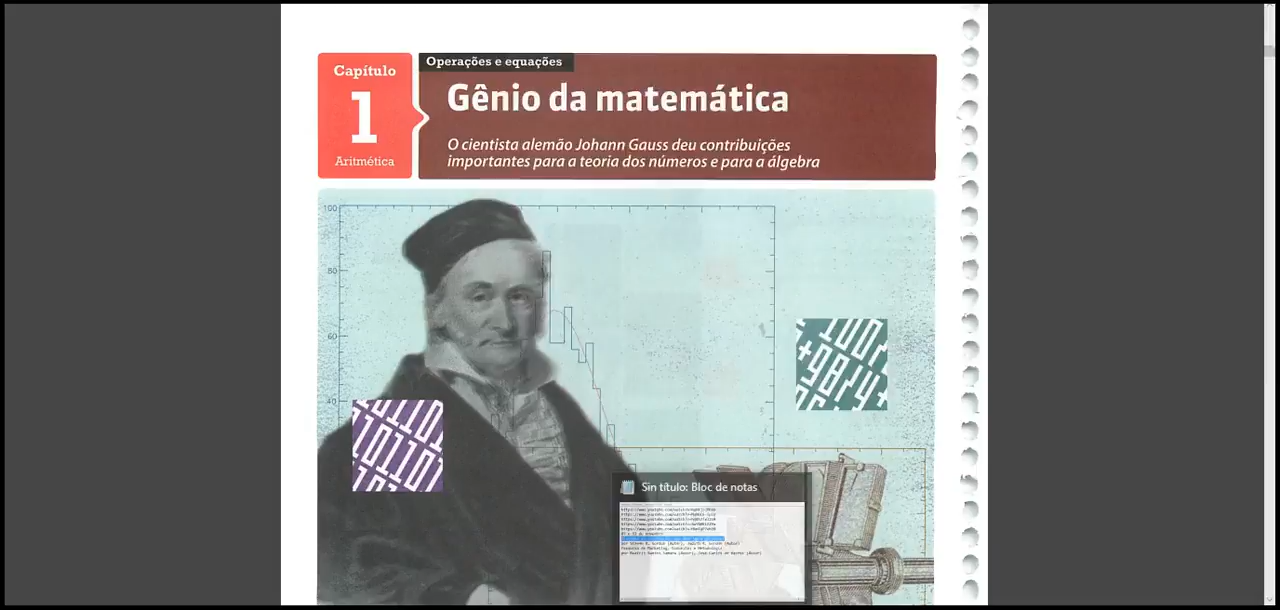 Operações e equações
Capítulo
1
Aritmética
Gênio da matemática
O cientista alemão Johann Gauss deu contribuições
importantes para a teoria dos números e para a álgebra
100
80
60
40
Sin título: Bloc de notas